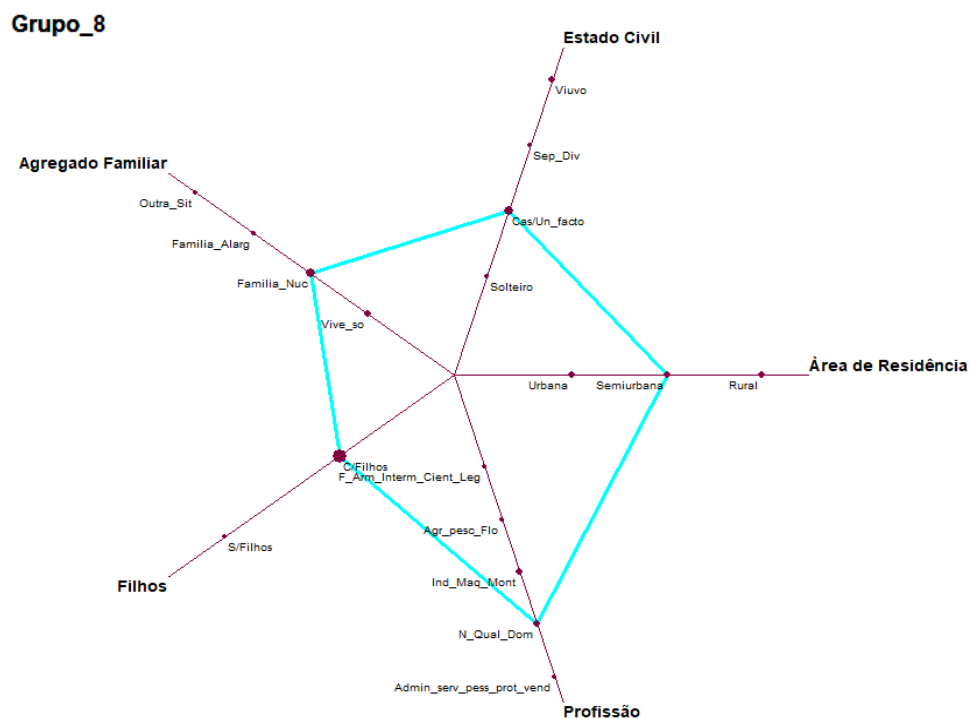 Grupo_8
Estado Civil
Viuvo
Sep_Div
Agregado Familiar
Outra_Sit
Familia_Alarg
Cas/Un_facto
Familia_Nuc
Solteiro
Vive_so
Àrea de Residência
Urbana
Semiurbana
Rural
C/Filhos
F_Arm_Interm_Cient_Leg
Agr_pesc_Flo
S/Filhos
Ind_Maq_Mont
Filhos
N_Qual_Dom
Admin_serv_pess_prot_vend
Profissão